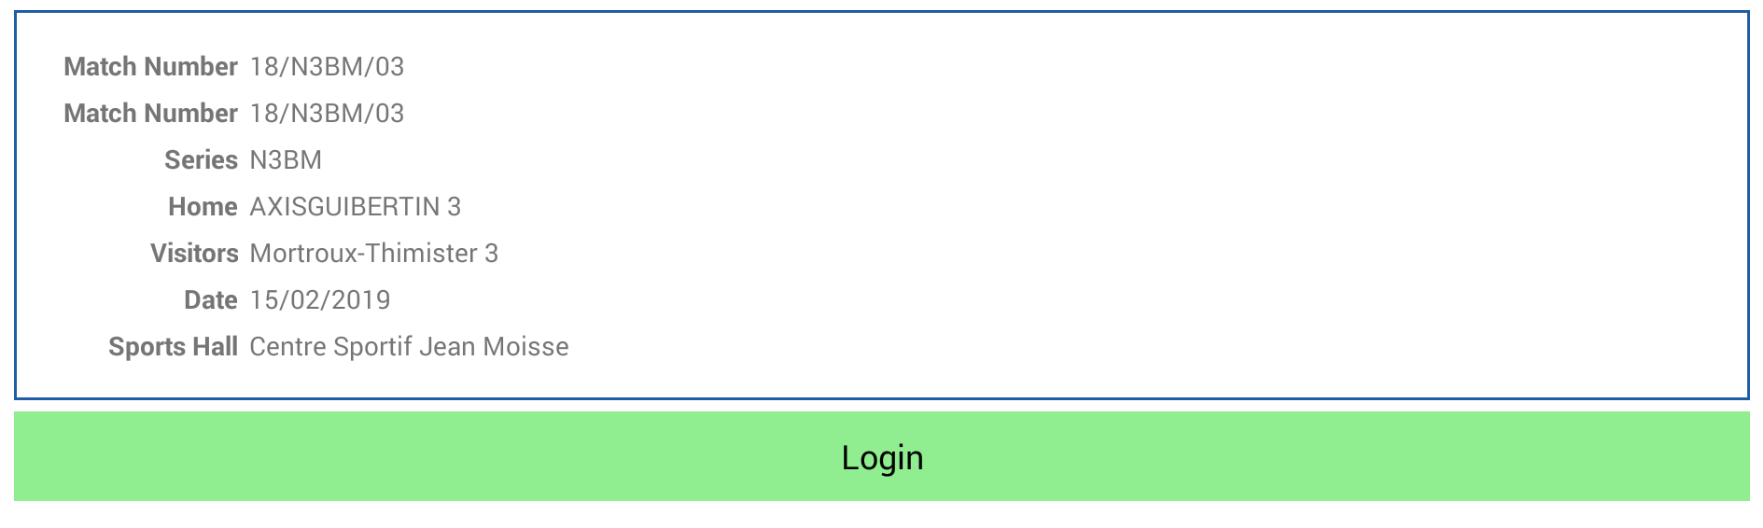 Match Number 18/N3BM/03
Match Number 18/N3BM/03
Series N3BM
Home AXISGUIBERTIN 3
Visitors Mortroux-Thimister 3
Date 15/02/2019
Sports Hall Centre Sportif Jean Moisse
Login